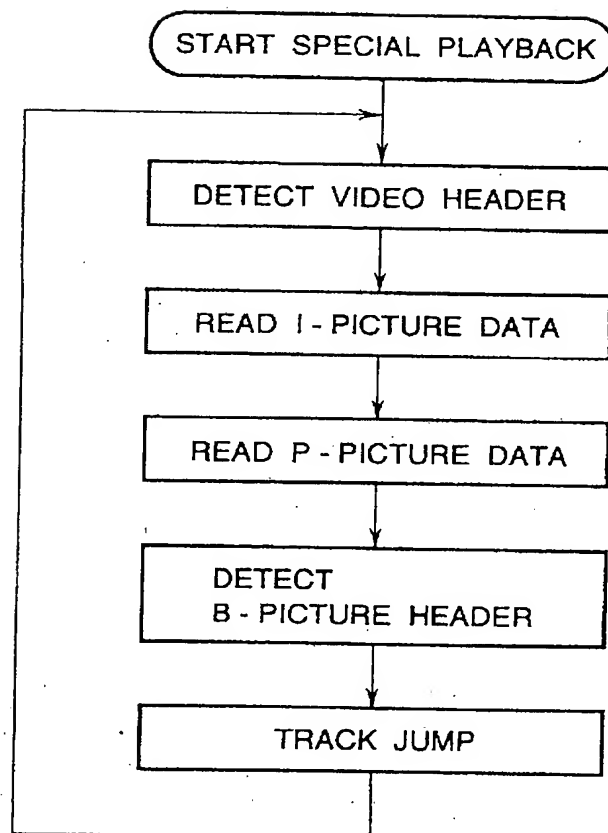 START SPECIAL PLAYBACK
DETECT VIDEO HEADER
READ I - PICTURE DATA
READ P - PICTURE DATA
DETECT
B - PICTURE HEADER
TRACK JUMP